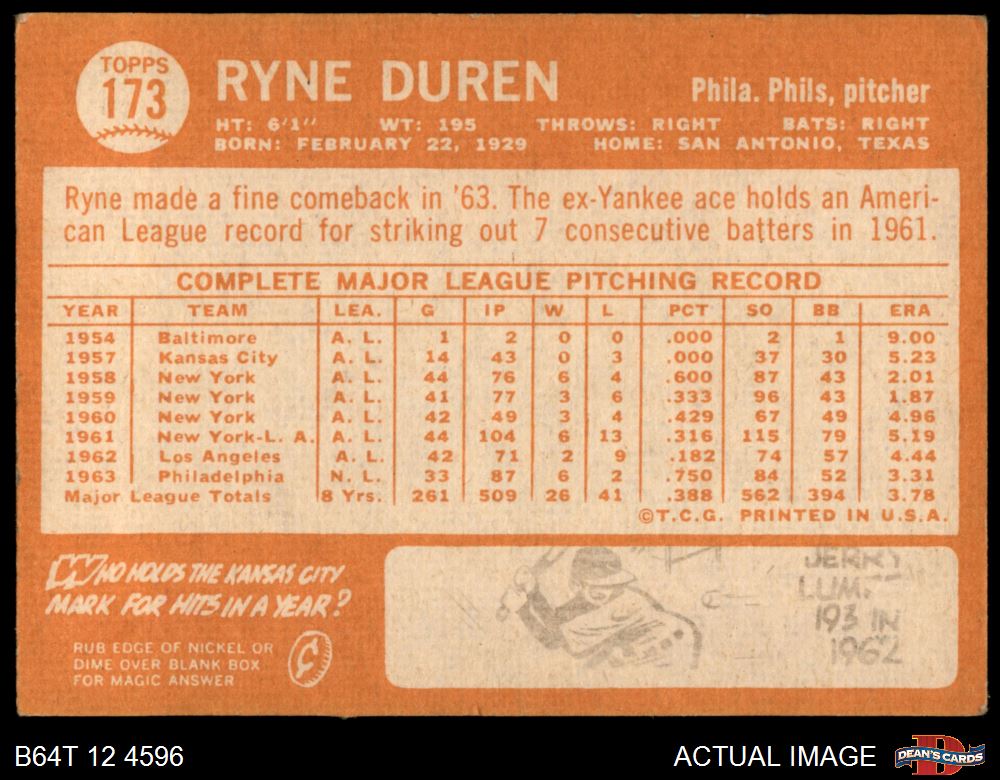 TOPPS
173
RYNE DUREN
Phila. Phils, pitcher
HT: 6'1" WT: 195 THROWS: RIGHT BATS: RIGHT
BORN: FEBRUARY 22, 1929 HOME: SAN ANTONIO, TEXAS
Ryne made a fine comeback in '63. The ex-Yankee ace holds an Ameri-
can League record for striking out 7 consecutive batters in 1961.
COMPLETE MAJOR LEAGUE PITCHING RECORD
YEAR TEAM LEA. G IP W L PCT SO BB ERA
1954 Baltimore A. L. 1 2 0 0 .000 2 1 9.00
1957 Kansas City A. L. 14 43 0 3 .000 37 30 5.23
1958 New York A. L. 44 76 6 4 .600 87 43 2.01
1959 New York A. L. 41 77 3 6 .333 96 43 1.87
1960 New York A. L. 42 49 3 4 .429 67 49 4.96
1961 New York-L. A. A. L. 44 104 6 13 .316 115 79 5.19
1962 Los Angeles A. L. 42 71 2 9 .182 74 57 4.44
1963 Philadelphia N. L. 33 87 6 2 .750 84 52 3.31
Major League Totals 8 Yrs. 261 509 26 41 .388 562 394 3.78
©T.C.G. PRINTED IN U.S.A.
WHO HOLDS THE KANSAS CITY
MARK FOR HITS IN A YEAR?
RUB EDGE OF NICKEL OR
DIME OVER BLANK BOX
FOR MAGIC ANSWER
JERRY
193 IN
1962
B64T 12 4596
ACTUAL IMAGE
DEAN'S CARDS